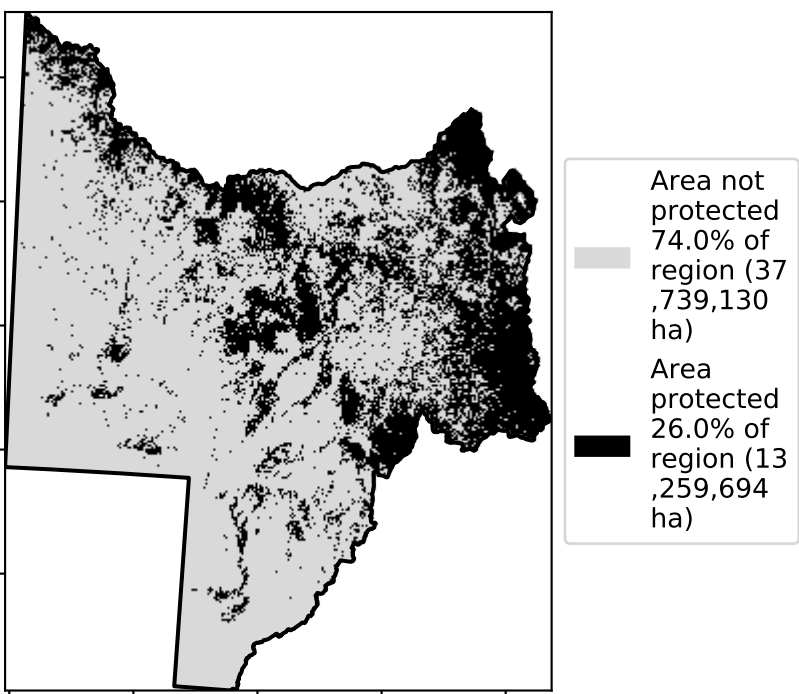 Area not
protected
74.0% of
region (37
,739,130
ha)
Area
protected
26.0% of
region (13
,259,694
ha)